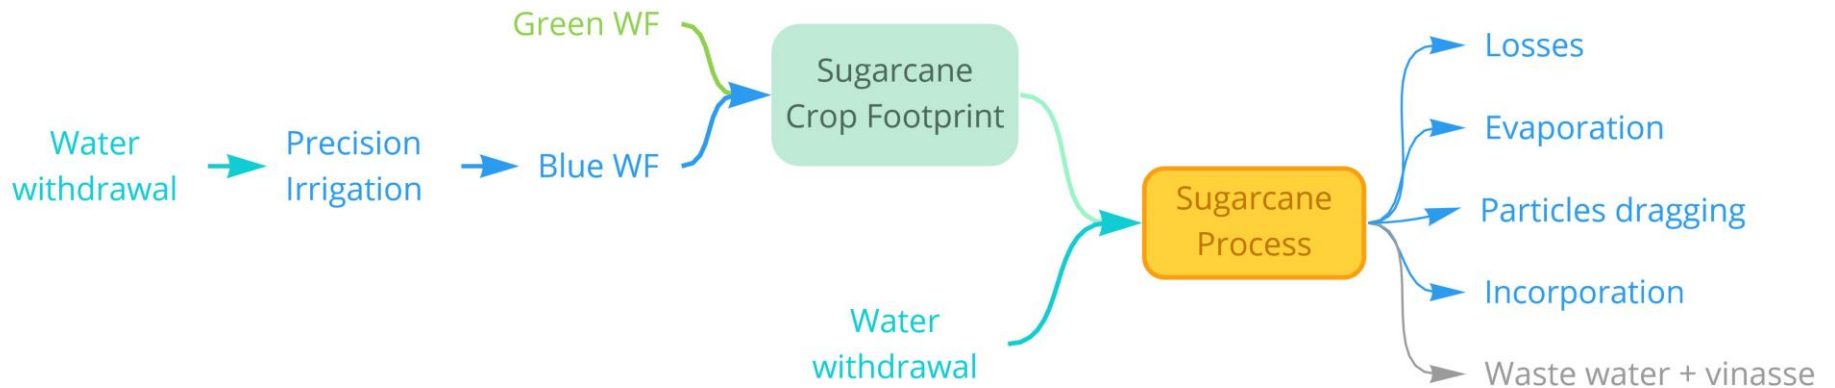 Green WF
Water
withdrawal
Precision
Irrigation
Blue WF
Sugarcane
Crop Footprint
Water
withdrawal
Sugarcane
Process
Losses
Evaporation
Particles dragging
Incorporation
Waste water + vinasse